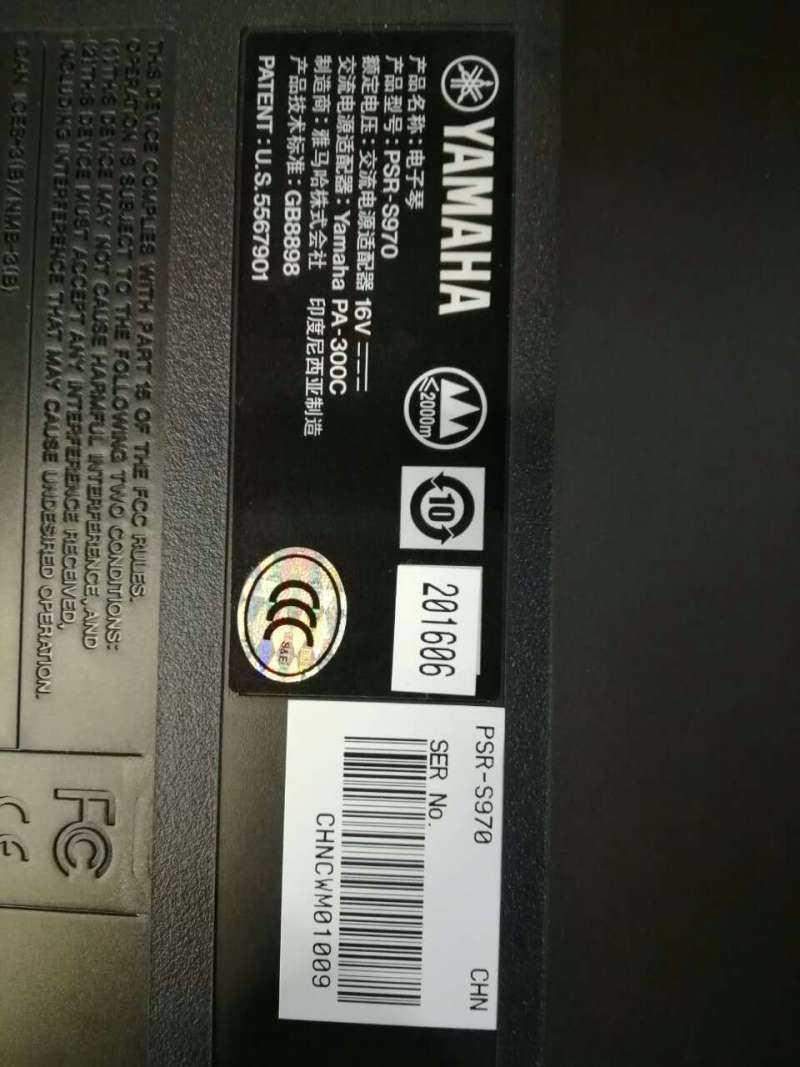 YAMAHA
≤2000m
10
201606
产品名称：电子琴
产品型号：PSR-S970
额定电压：交流电源适配器 16V
交流电源适配器：Yamaha PA-300C
制造商：雅马哈株式会社 印度尼西亚制造
产品技术标准：GB8898
PATENT：U.S.5567901
CCC
S&E
PSR-S970 CHN
SER No.
CHNCWM01009
THIS DEVICE COMPLIES WITH PART 15 OF THE FCC RULES.
OPERATION IS SUBJECT TO THE FOLLOWING TWO CONDITIONS:
(1)THIS DEVICE MAY NOT CAUSE HARMFUL INTERFERENCE, AND
(2)THIS DEVICE MUST ACCEPT ANY INTERFERENCE RECEIVED,
INCLUDING INTERFERENCE THAT MAY CAUSE UNDESIRED OPERATION.
CAN ICES-3(B)/NMB-3(B)
FC
CE